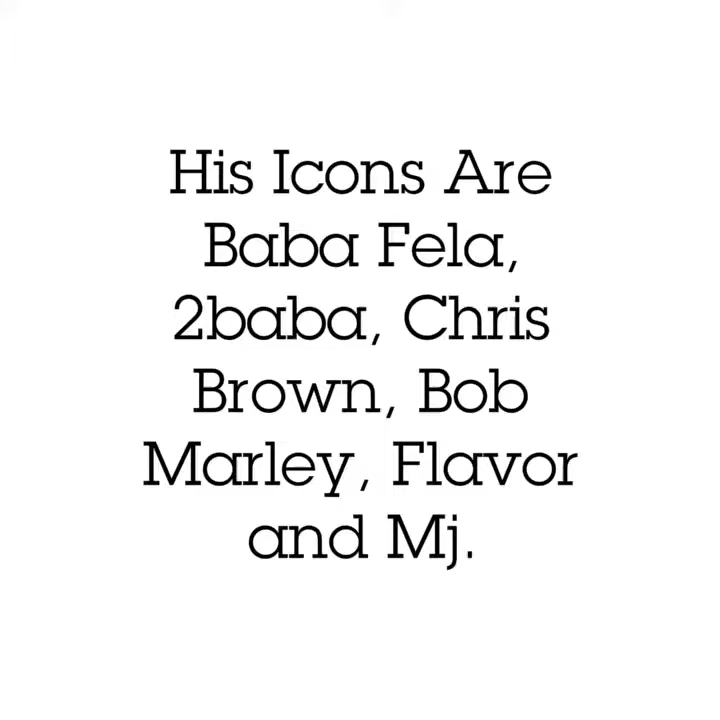 His Icons Are
Baba Fela,
2baba, Chris
Brown, Bob
Marley, Flavor
and Mj.